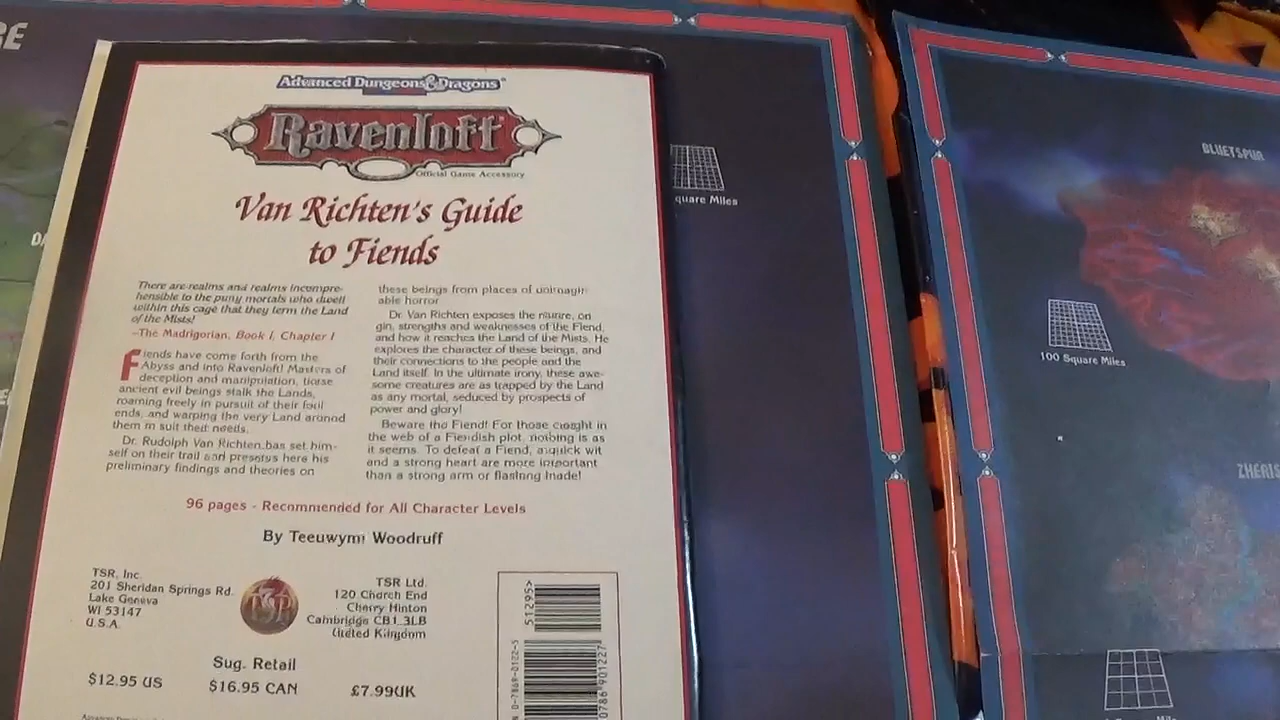 Advanced Dungeons & Dragons®
Ravenloft
Official Game Accessory
Van Richten's Guide
to Fiends
There are realms and realms incompre-
hensible to the puny mortals who dwell
within this cage that they term the Land
of the Mists!
–The Madrigorian, Book I, Chapter I
Fiends have come forth from the
Abyss and into Ravenloft! Masters of
deception and manipulation, these
ancient evil beings stalk the Lands,
roaming freely in pursuit of their foul
ends, and warping the very Land around
them to suit their needs.
Dr. Rudolph Van Richten has set him-
self on their trail and presents here his
preliminary findings and theories on
these beings from places of unimagin-
able horror
Dr. Van Richten exposes the nature, ori-
gin, strengths and weaknesses of the Fiend,
and how it reaches the Land of the Mists. He
explores the character of these beings, and
their connections to the people and the
Land itself. In the ultimate irony, these awe-
some creatures are as trapped by the Land
as any mortal, seduced by prospects of
power and glory!
Beware the Fiend! For those caught in
the web of a Fiendish plot, nothing is as
it seems. To defeat a Fiend, a quick wit
and a strong heart are more important
than a strong arm or flashing blade!
96 pages - Recommended for All Character Levels
By Teeuwynn Woodruff
TSR, Inc.
201 Sheridan Springs Rd.
Lake Geneva
WI 53147
U.S.A.
TSR
TSR Ltd.
120 Church End
Cherry Hinton
Cambridge CB1 3LB
United Kingdom
Sug. Retail
$12.95 US
$16.95 CAN
£7.99UK
51295>
N 0-7869-0122-5
0786901227
RE
quare Miles
BLUETSPUR
100 Square Miles
ZHERIS